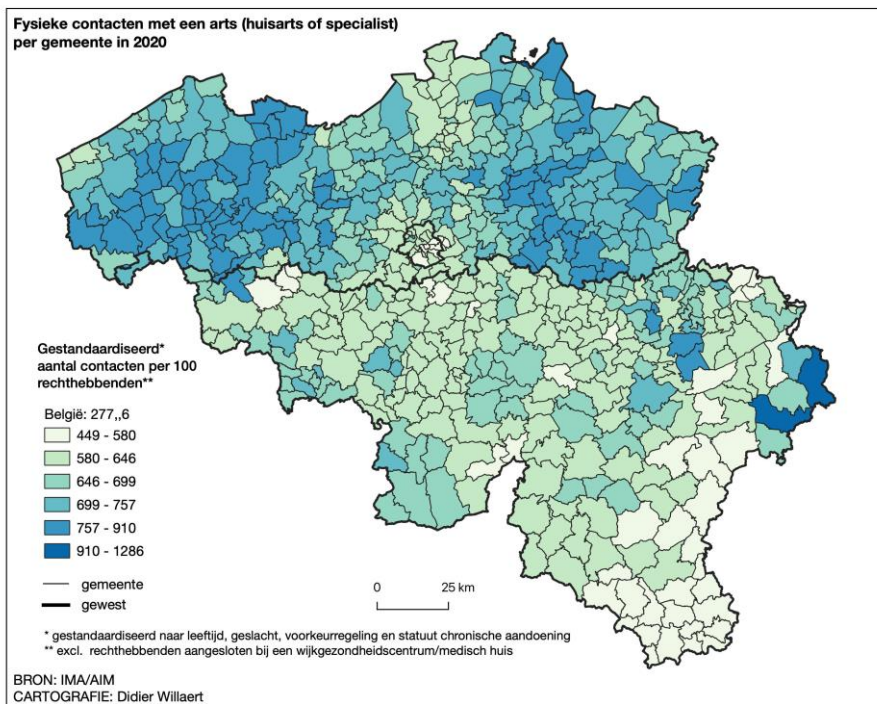 Fysieke contacten met een arts (huisarts of specialist)
per gemeente in 2020
Gestandaardiseerd*
aantal contacten per 100
rechthebbenden**
België: 277,,6
449 - 580
580 - 646
646 - 699
699 - 757
757 - 910
910 - 1286
gemeente
gewest
0 25 km
* gestandaardiseerd naar leeftijd, geslacht, voorkeurregeling en statuut chronische aandoening
** excl. rechthebbenden aangesloten bij een wijkgezondheidscentrum/medisch huis
BRON: IMA/AIM
CARTOGRAFIE: Didier Willaert